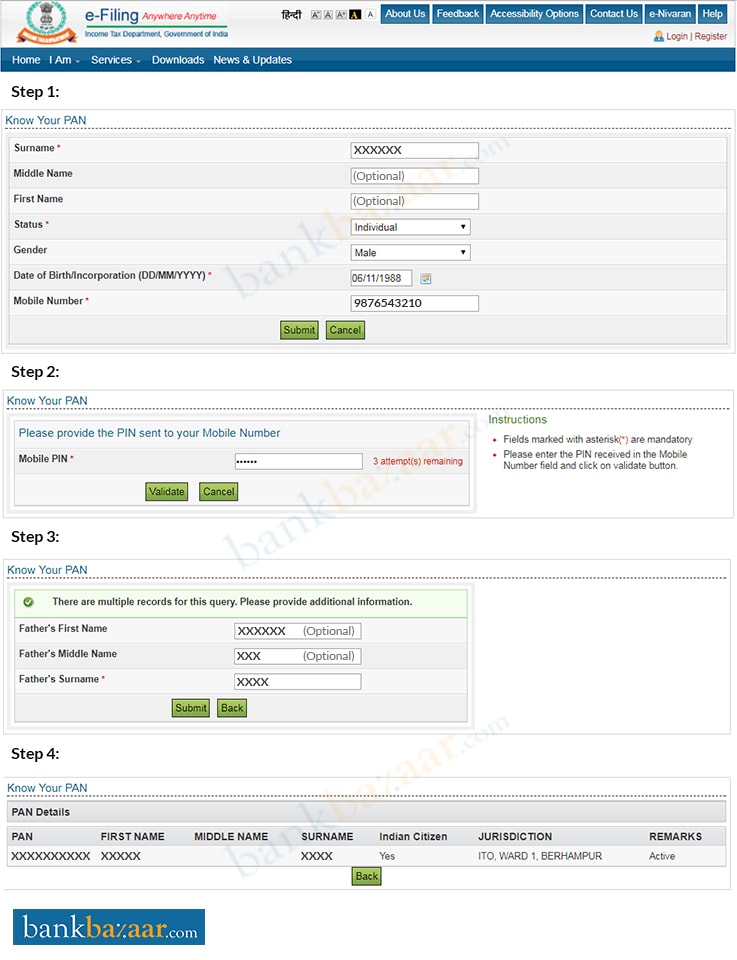 e-Filing Anywhere Anytime
Income Tax Department, Government of India
हिन्दी A- A A+ A A About Us Feedback Accessibility Options Contact Us e-Nivaran Help
Login | Register
Home I Am Services Downloads News & Updates
Step 1:
Know Your PAN
Surname * XXXXXX
Middle Name (Optional)
First Name (Optional)
Status * Individual
Gender Male
Date of Birth/Incorporation (DD/MM/YYYY) * 06/11/1988
Mobile Number * 9876543210
Submit Cancel
bankbazaar.com
Step 2:
Know Your PAN
Please provide the PIN sent to your Mobile Number
Mobile PIN * •••••• 3 attempt(s) remaining
Validate Cancel
Instructions
Fields marked with asterisk(*) are mandatory
Please enter the PIN received in the Mobile
Number field and click on validate button.
bankbazaar.com
Step 3:
Know Your PAN
There are multiple records for this query. Please provide additional information.
Father's First Name XXXXXX (Optional)
Father's Middle Name XXX (Optional)
Father's Surname * XXXX
Submit Back
Step 4:
Know Your PAN
PAN Details
PAN FIRST NAME MIDDLE NAME SURNAME Indian Citizen JURISDICTION REMARKS
XXXXXXXXXX XXXXX XXXX Yes ITO, WARD 1, BERHAMPUR Active
Back
bankbazaar.com
bankbazaar.com